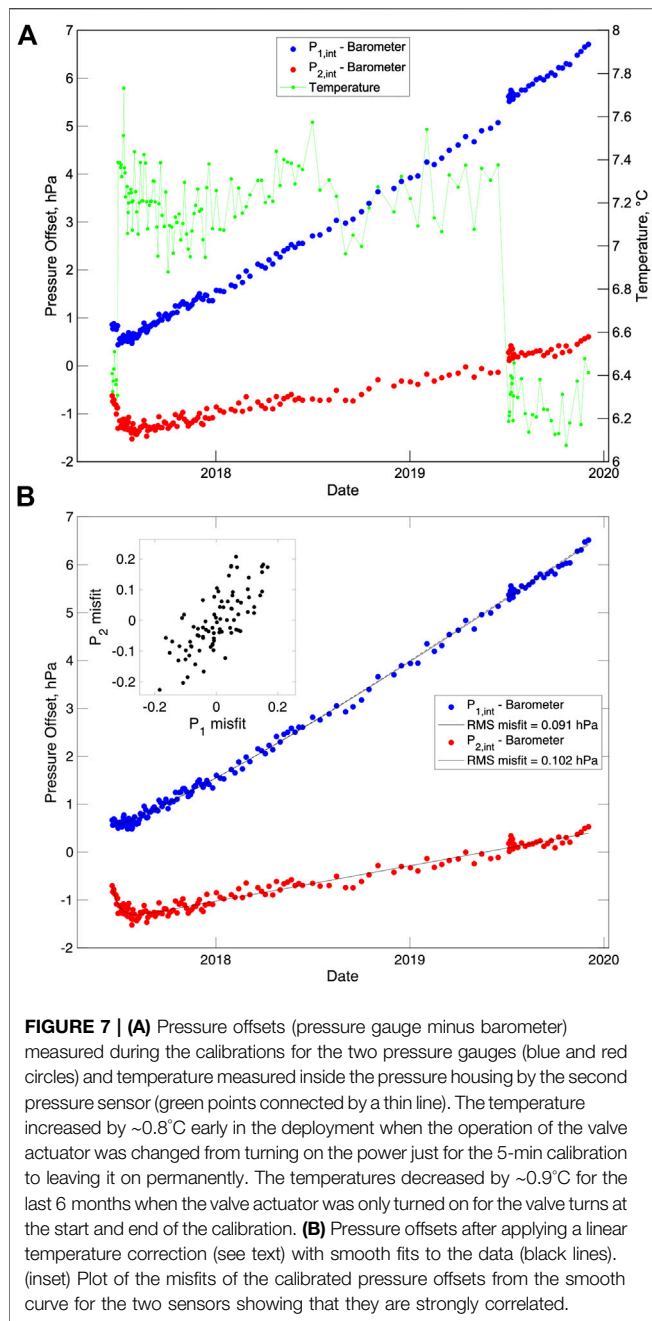 A
7
6
5
4
3
2
1
0
-1
-2
Pressure Offset, hPa
P1,int - Barometer
P2,int - Barometer
Temperature
8
7.8
7.6
7.4
7.2
7
6.8
6.6
6.4
6.2
6
Temperature, °C
2018
2019
2020
Date
B
7
6
5
4
3
2
1
0
-1
-2
Pressure Offset, hPa
0.2
0.1
0
-0.1
-0.2
P2 misfit
-0.2
0
0.2
P1 misfit
P1,int - Barometer
RMS misfit = 0.091 hPa
P2,int - Barometer
RMS misfit = 0.102 hPa
2018
2019
2020
Date
FIGURE 7 | (A) Pressure offsets (pressure gauge minus barometer)
measured during the calibrations for the two pressure gauges (blue and red
circles) and temperature measured inside the pressure housing by the second
pressure sensor (green points connected by a thin line). The temperature
increased by ~0.8°C early in the deployment when the operation of the valve
actuator was changed from turning on the power just for the 5-min calibration
to leaving it on permanently. The temperatures decreased by ~0.9°C for the
last 6 months when the valve actuator was only turned on for the valve turns at
the start and end of the calibration. (B) Pressure offsets after applying a linear
temperature correction (see text) with smooth fits to the data (black lines).
(inset) Plot of the misfits of the calibrated pressure offsets from the smooth
curve for the two sensors showing that they are strongly correlated.